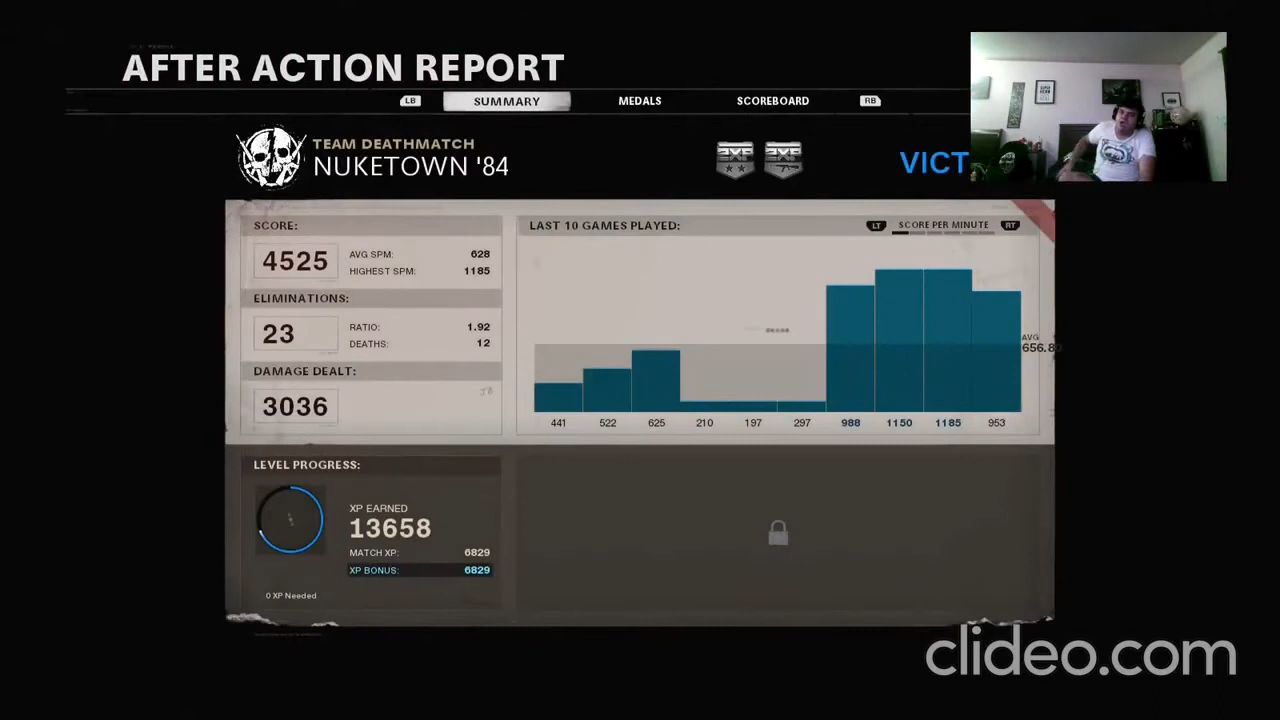 AFTER ACTION REPORT
LB SUMMARY MEDALS SCOREBOARD RB
TEAM DEATHMATCH
NUKETOWN '84
2XP 2XP
VICT
SCORE:
4525
AVG SPM: 628
HIGHEST SPM: 1185
ELIMINATIONS:
23
RATIO: 1.92
DEATHS: 12
DAMAGE DEALT:
3036
LAST 10 GAMES PLAYED:
LT SCORE PER MINUTE RT
AVG
656.80
441 522 625 210 197 297 988 1150 1185 953
LEVEL PROGRESS:
XP EARNED
13658
MATCH XP: 6829
XP BONUS: 6829
0 XP Needed
clideo.com